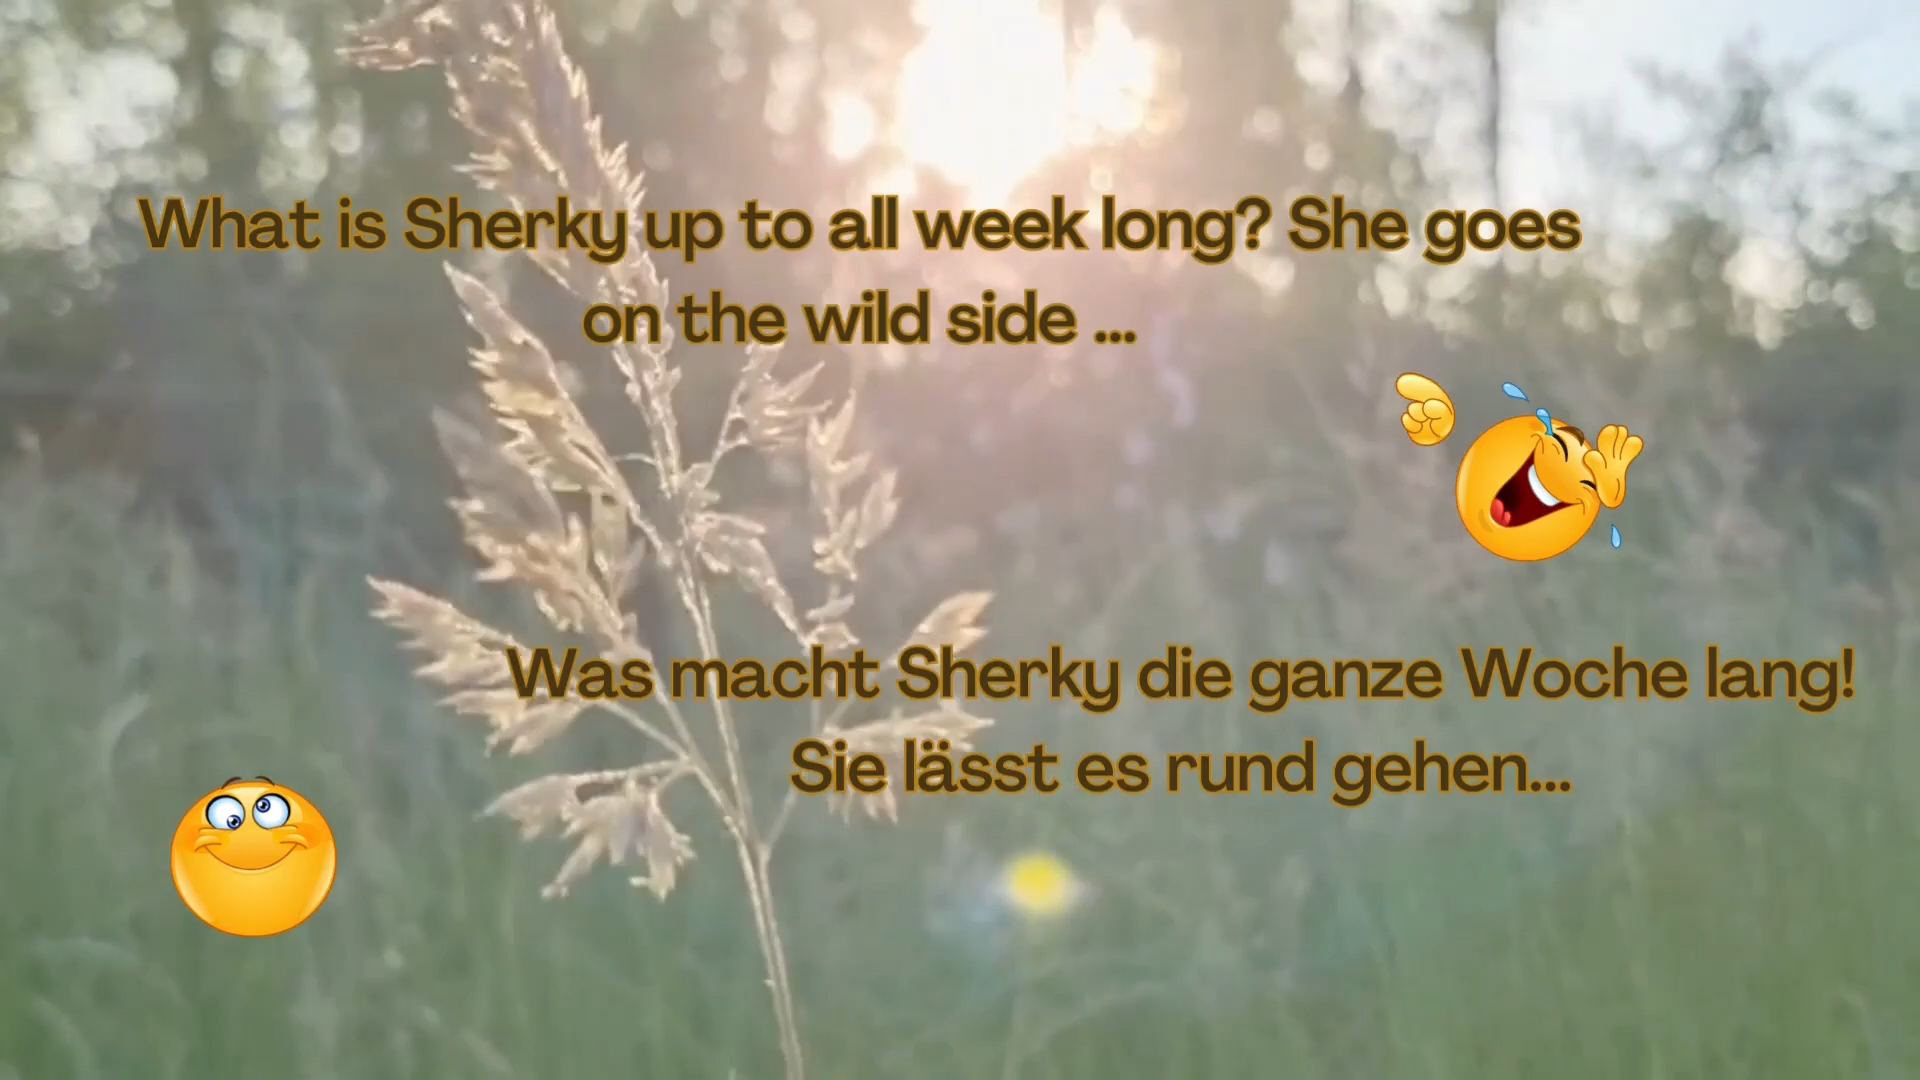 What is Sherky up to all week long? She goes
on the wild side ...
Was macht Sherky die ganze Woche lang!
Sie lässt es rund gehen...